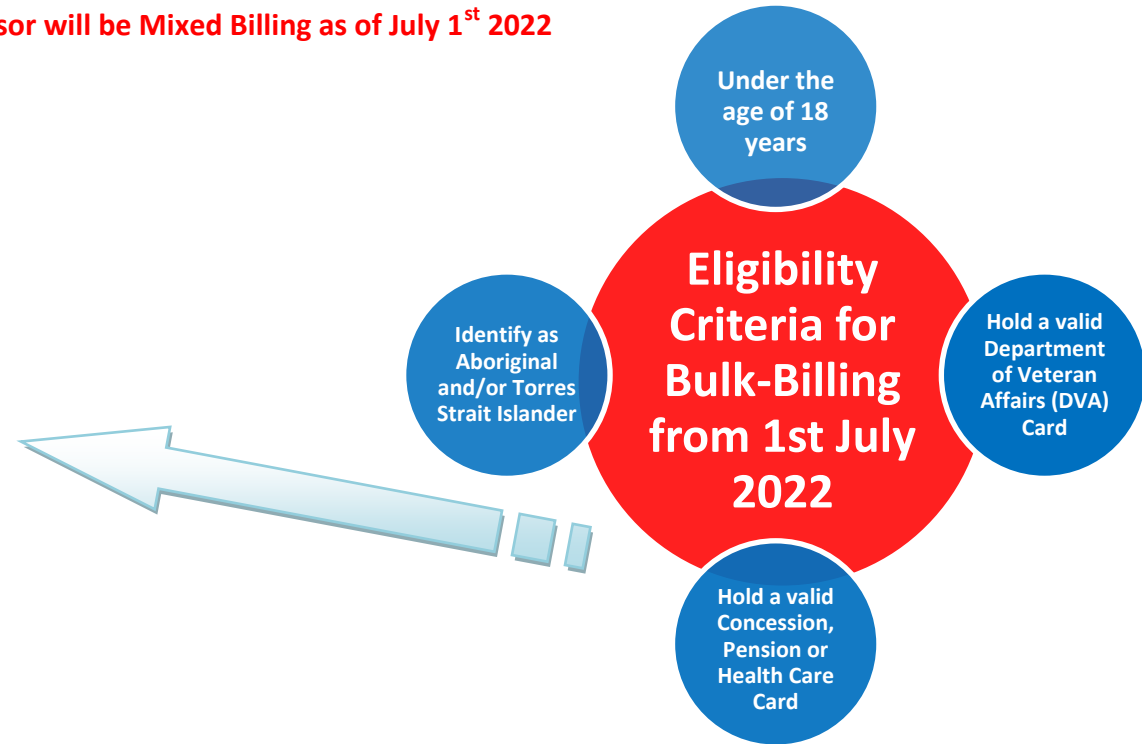 sor will be Mixed Billing as of July 1st 2022
Under the
age of 18
years
Identify as
Aboriginal
and/or Torres
Strait Islander
Eligibility
Criteria for
Bulk-Billing
from 1st July
2022
Hold a valid
Department
of Veteran
Affairs (DVA)
Card
Hold a valid
Concession,
Pension or
Health Care
Card